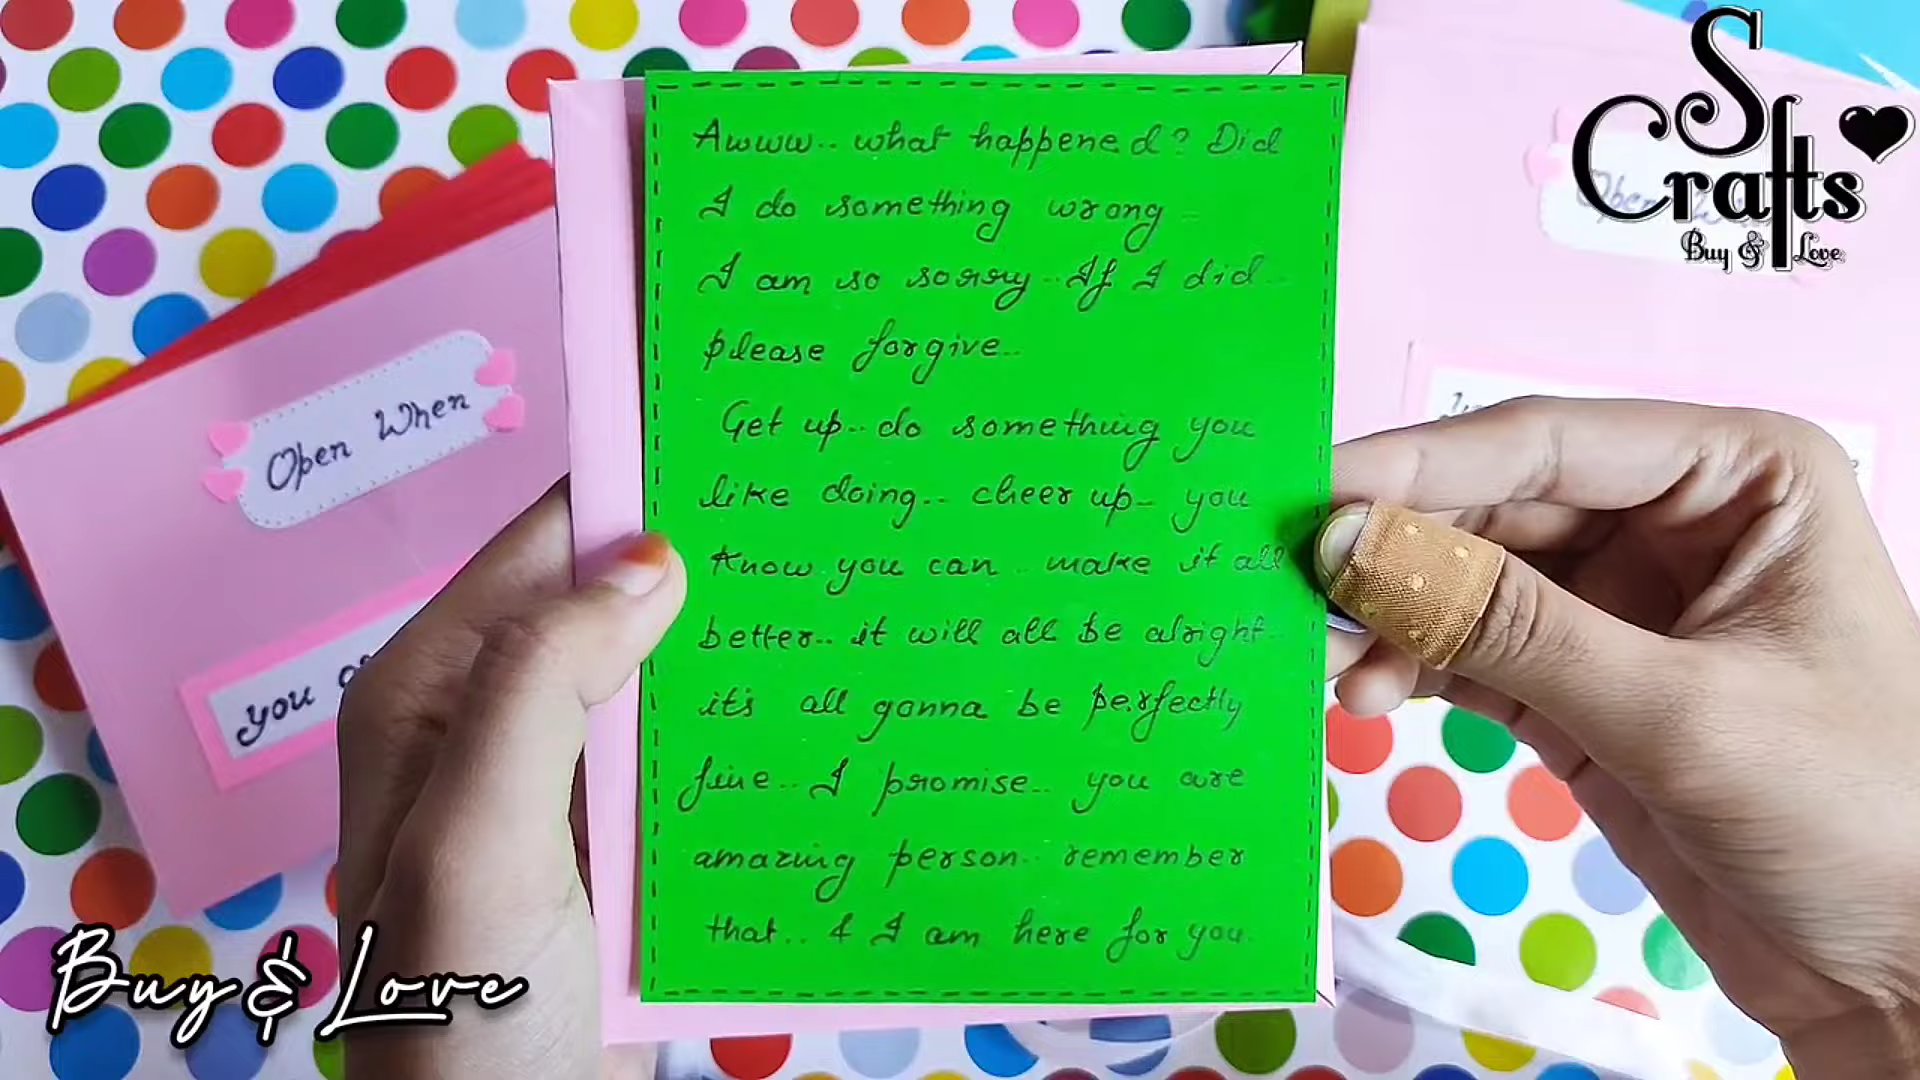 Awww.. what happened? Did
I do something wrong..
I am so sorry.. If I did..
please forgive..
Get up.. do something you
like doing.. cheer up.. you
know you can.. make it all
better.. it will all be alright..
it's all gonna be perfectly
fine.. I promise.. you are
amazing person.. remember
that.. & I am here for you.
Open When
you
S Crafts
Buy & Love
Buy & Love